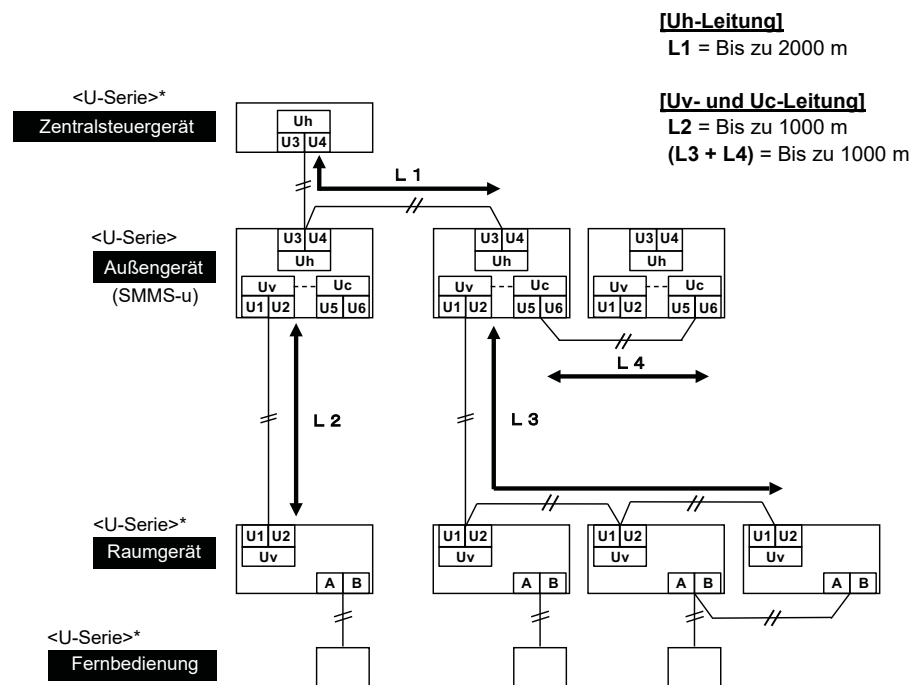 [Uh-Leitung]
L1 = Bis zu 2000 m
[Uv- und Uc-Leitung]
L2 = Bis zu 1000 m
(L3 + L4) = Bis zu 1000 m
<U-Serie>*
Zentralsteuergerät
Uh
U3 U4
L 1
<U-Serie>
Außengerät
(SMMS-u)
U3 U4
Uh
Uv Uc
U1 U2 U5 U6
U3 U4
Uh
Uv Uc
U1 U2 U5 U6
U3 U4
Uh
Uv Uc
U1 U2 U5 U6
L 4
L 2
L 3
<U-Serie>*
Raumgerät
U1 U2
Uv
A B
U1 U2
Uv
A B
U1 U2
Uv
A B
U1 U2
Uv
A B
<U-Serie>*
Fernbedienung